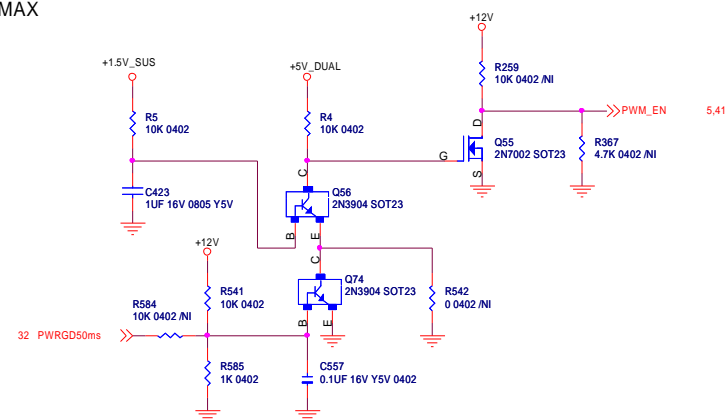 MAX
+12V
+1.5V_SUS
+5V_DUAL
R259
10K 0402 /NI
R5
10K 0402
R4
10K 0402
PWM_EN 5,41
D
G
S
Q55
2N7002 SOT23
R367
4.7K 0402 /NI
C423
1UF 16V 0805 Y5V
C
Q56
2N3904 SOT23
B
E
+12V
C
Q74
2N3904 SOT23
R541
10K 0402
R542
0 0402 /NI
R584
10K 0402 /NI
B
E
32 PWRGD50ms
R585
1K 0402
C557
0.1UF 16V Y5V 0402